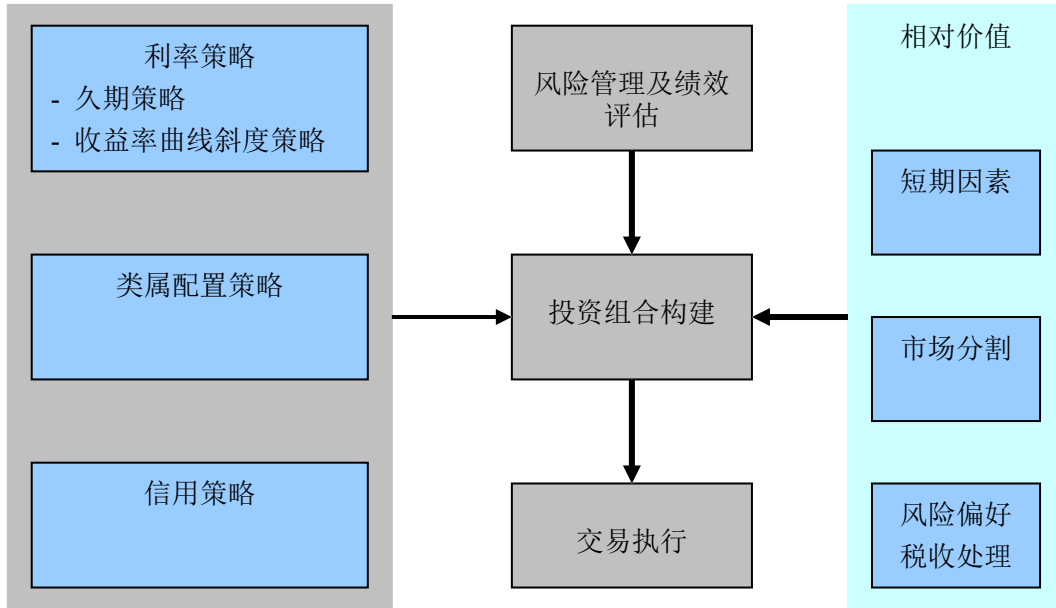 利率策略
- 久期策略
- 收益率曲线斜度策略
类属配置策略
信用策略
风险管理及绩效
评估
投资组合构建
交易执行
相对价值
短期因素
市场分割
风险偏好
税收处理